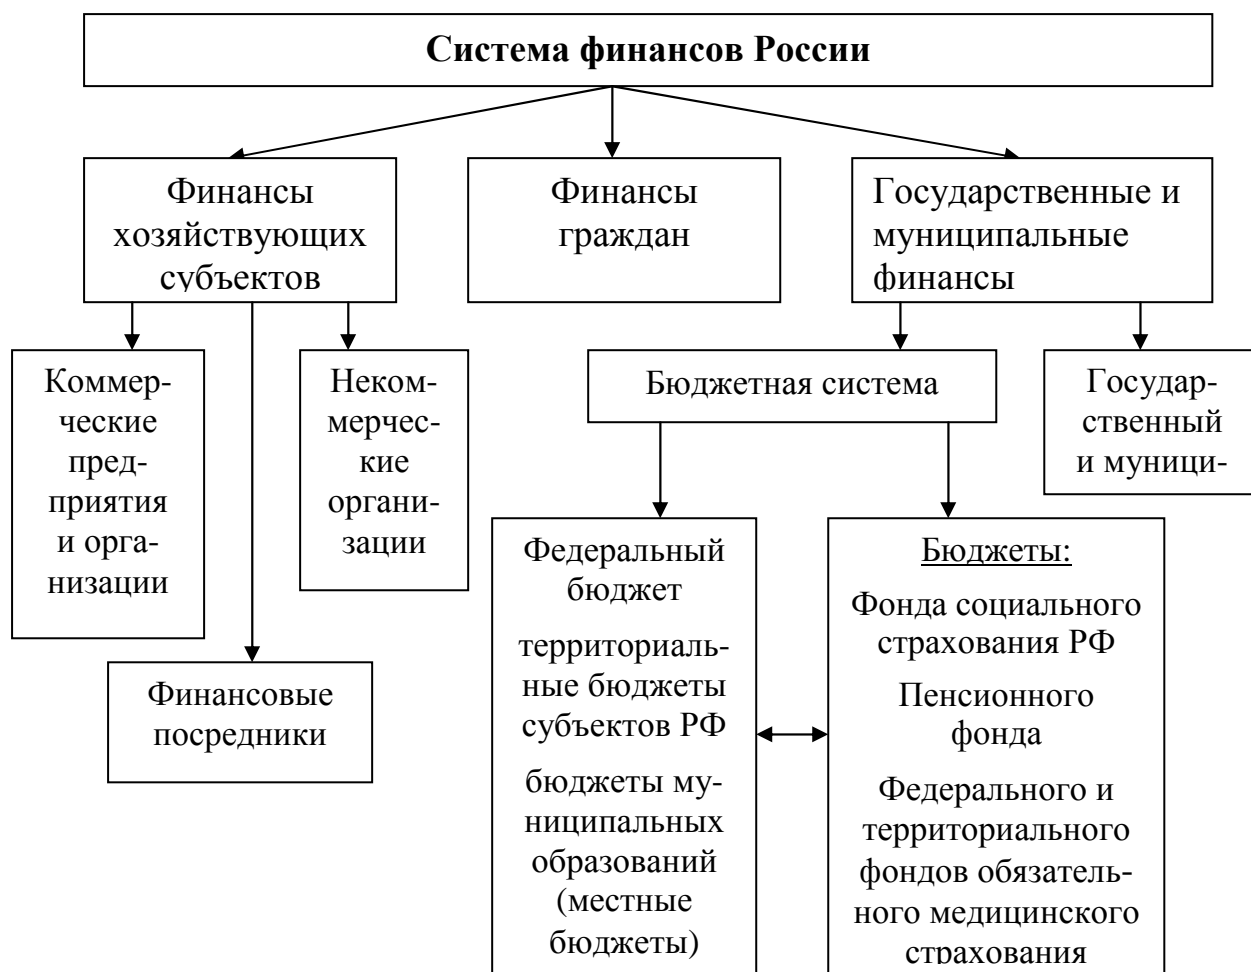 Система финансов России
Финансы
хозяйствующих
субъектов
Финансы
граждан
Государственные и
муниципальные
финансы
Коммер-
ческие
пред-
приятия
и орга-
низации
Неком-
мерчес-
кие
органи-
зации
Бюджетная система
Государ-
ственный
и муници-
Финансовые
посредники
Федеральный
бюджет
территориаль-
ные бюджеты
субъектов РФ
бюджеты му-
ниципальных
образований
(местные
бюджеты)
Бюджеты:
Фонда социального
страхования РФ
Пенсионного
фонда
Федерального и
территориального
фондов обязатель-
ного медицинского
страхования